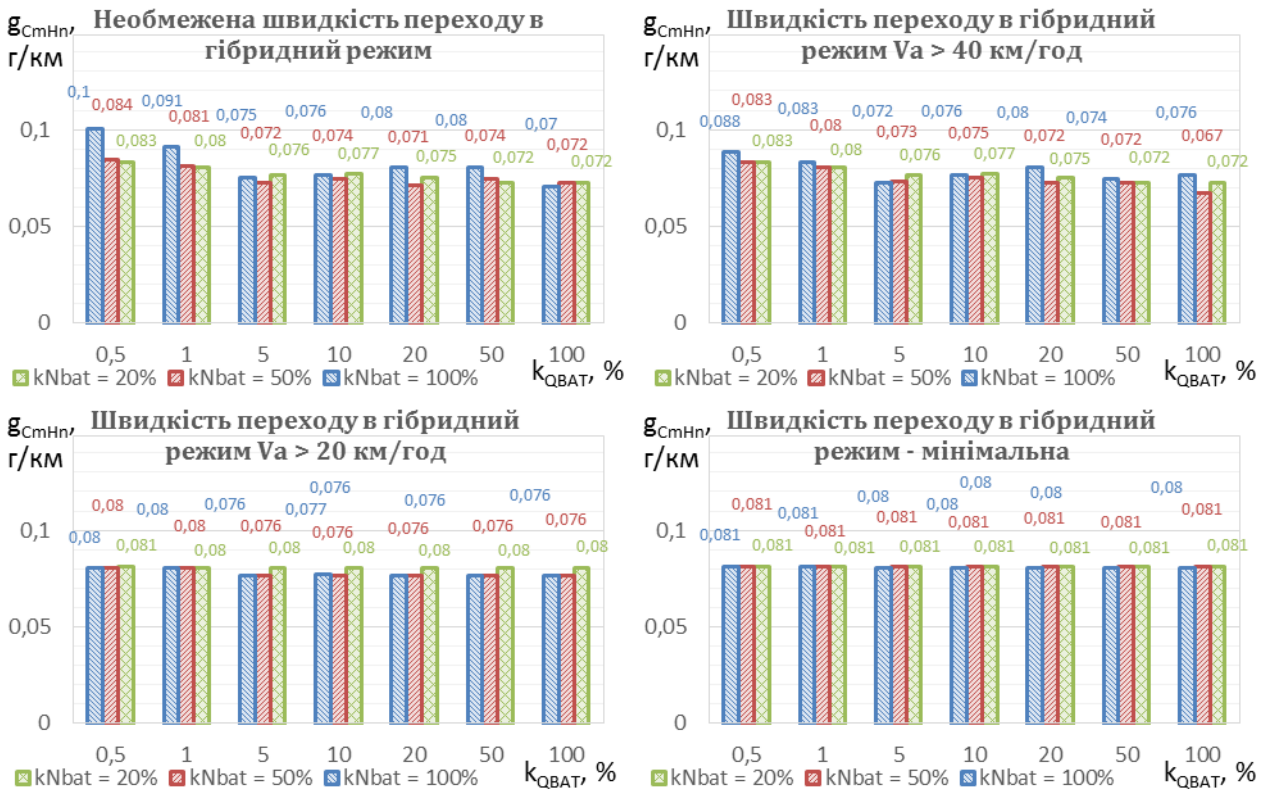 Необмежена швидкість переходу в
гібридний режим
gCmHn,
г/км
0,1 0,091 0,075 0,076 0,08 0,08 0,07
0,084 0,081 0,072 0,074 0,071 0,074 0,072
0,083 0,08 0,076 0,077 0,075 0,072 0,072
0,1
0,05
0
0,5 1 5 10 20 50 100
kNbat = 20% kNbat = 50% kNbat = 100% kQBAT, %
Швидкість переходу в гібридний
режим Va > 40 км/год
gCmHn,
г/км
0,088 0,083 0,072 0,076 0,08 0,074 0,076
0,083 0,08 0,073 0,075 0,072 0,072 0,067
0,083 0,08 0,076 0,077 0,075 0,072 0,072
0,1
0,05
0
0,5 1 5 10 20 50 100
kNbat = 20% kNbat = 50% kNbat = 100% kQBAT, %
Швидкість переходу в гібридний
режим Va > 20 км/год
gCmHn,
г/км
0,08 0,08 0,076 0,077 0,076 0,076 0,076
0,08 0,08 0,076 0,076 0,076 0,076 0,076
0,081 0,08 0,08 0,08 0,08 0,08 0,08
0,1
0,05
0
0,5 1 5 10 20 50 100
kNbat = 20% kNbat = 50% kNbat = 100% kQBAT, %
Швидкість переходу в гібридний
режим - мінімальна
gCmHn,
г/км
0,081 0,081 0,08 0,08 0,08 0,08 0,08
0,081 0,081 0,081 0,081 0,081 0,081 0,081
0,081 0,081 0,081 0,081 0,081 0,081 0,081
0,1
0,05
0
0,5 1 5 10 20 50 100
kNbat = 20% kNbat = 50% kNbat = 100% kQBAT, %